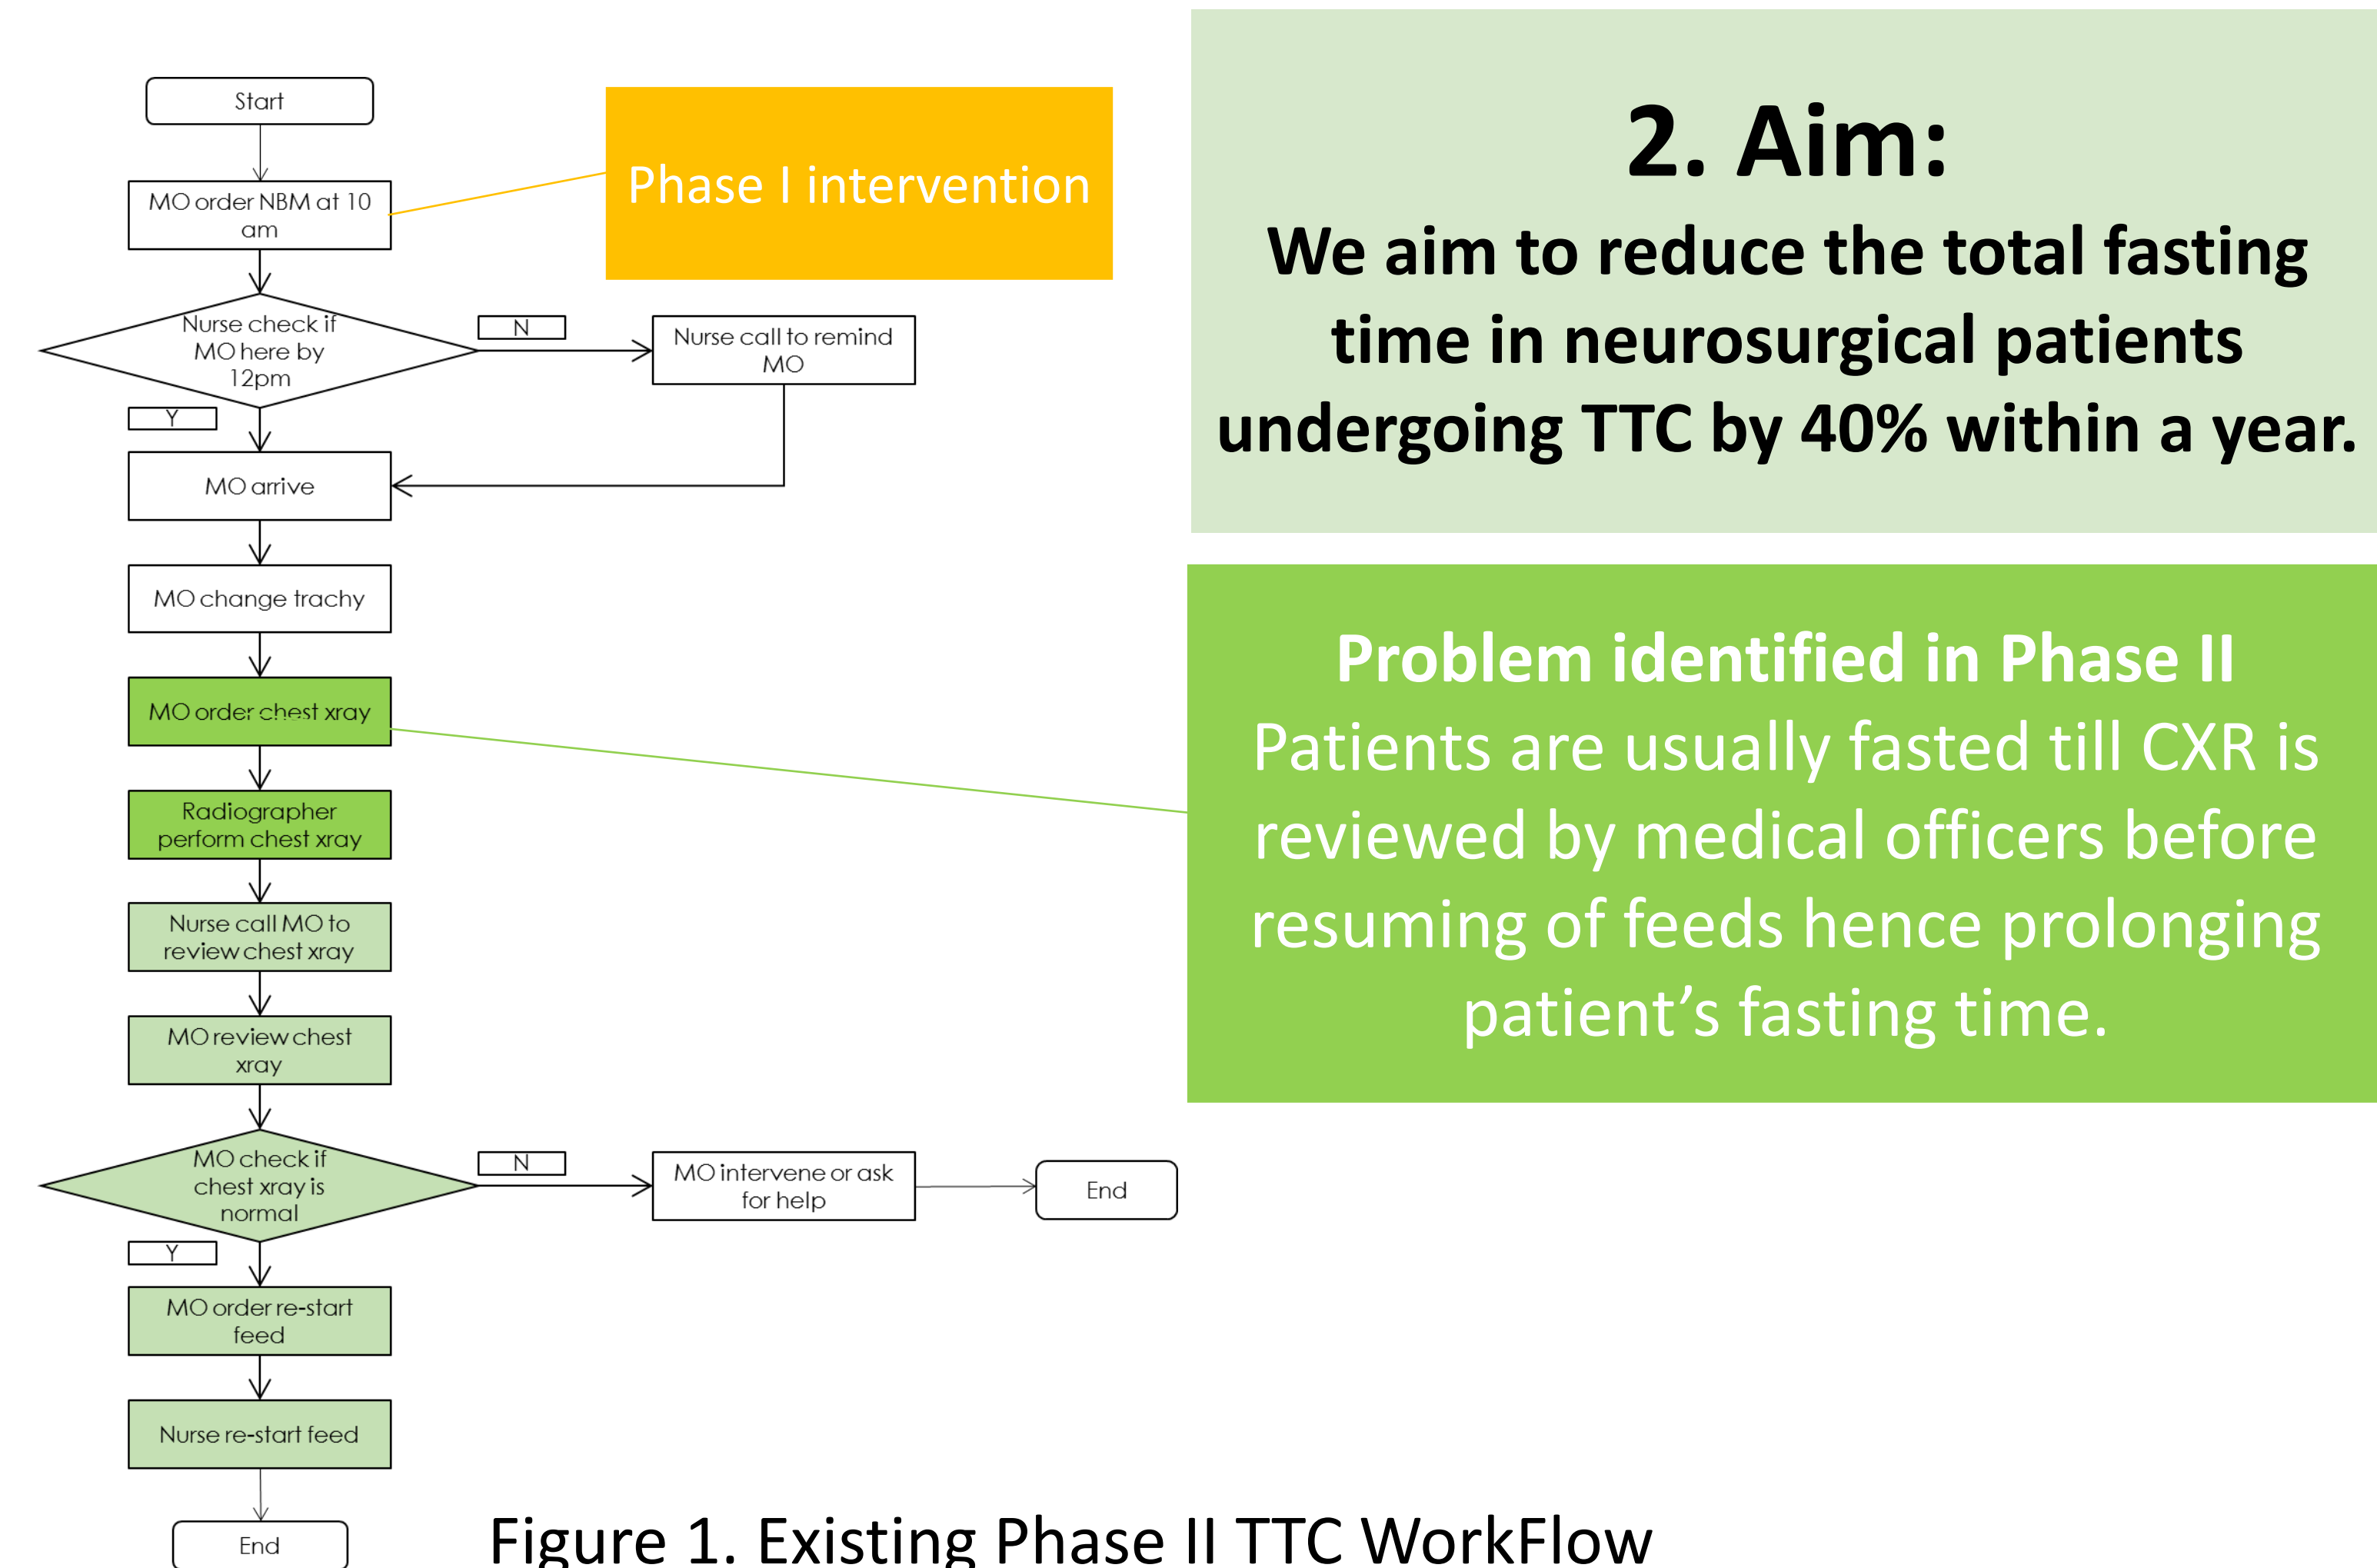 Start
MO order NBM at 10
am
Phase I intervention
Nurse check if
MO here by
12pm
N
Nurse call to remind
MO
Y
MO arrive
MO change trachy
MO order chest xray
Radiographer
perform chest xray
Nurse call MO to
review chest xray
MO review chest
xray
MO check if
chest xray is
normal
N
MO intervene or ask
for help
End
Y
MO order re-start
feed
Nurse re-start feed
End
2. Aim:
We aim to reduce the total fasting
time in neurosurgical patients
undergoing TTC by 40% within a year.
Problem identified in Phase II
Patients are usually fasted till CXR is
reviewed by medical officers before
resuming of feeds hence prolonging
patient’s fasting time.
Figure 1. Existing Phase II TTC WorkFlow